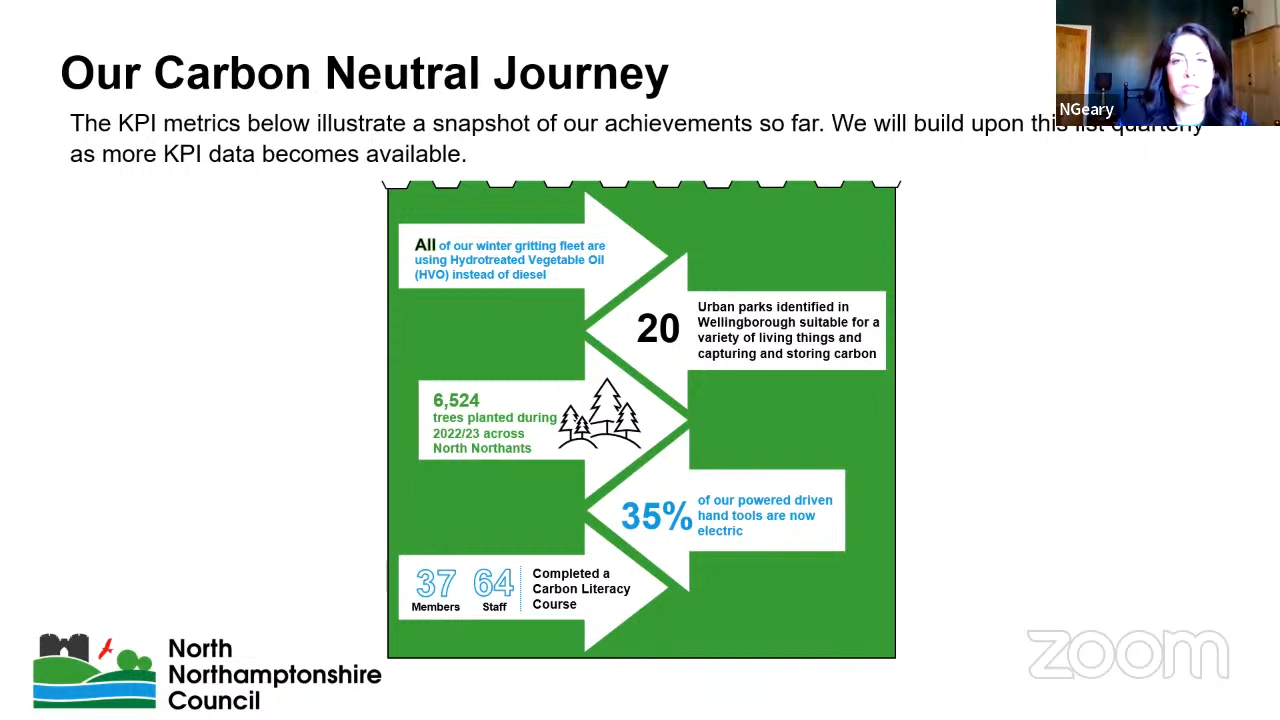 Our Carbon Neutral Journey
NGeary
The KPI metrics below illustrate a snapshot of our achievements so far. We will build upon this list quarterly
as more KPI data becomes available.
All of our winter gritting fleet are
using Hydrotreated Vegetable Oil
(HVO) instead of diesel
20
Urban parks identified in
Wellingborough suitable for a
variety of living things and
capturing and storing carbon
6,524
trees planted during
2022/23 across
North Northants
35%
of our powered driven
hand tools are now
electric
37 64
Members Staff
Completed a
Carbon Literacy
Course
North
Northamptonshire
Council
zoom